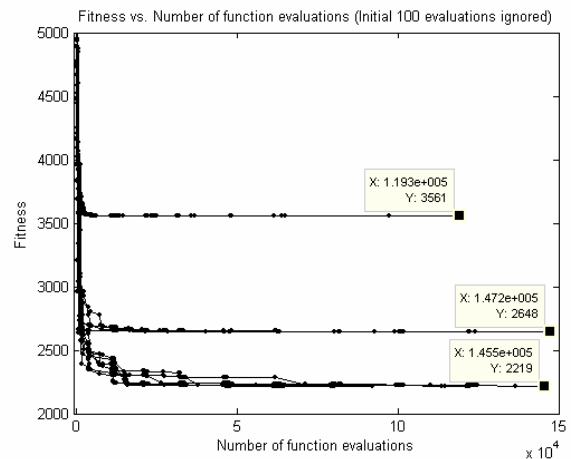 Fitness vs. Number of function evaluations (Initial 100 evaluations ignored)
5000
4500
4000
3500
3000
2500
2000
Fitness
X: 1.193e+005
Y: 3561
X: 1.472e+005
Y: 2648
X: 1.455e+005
Y: 2219
0 5 10 15
Number of function evaluations
x 10^4